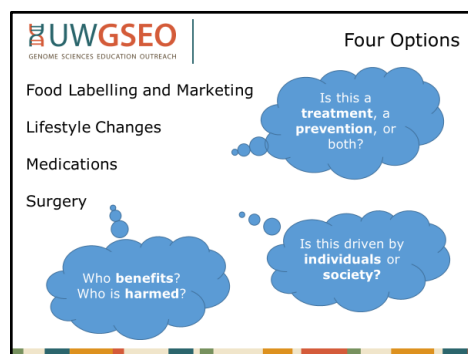 UWGSEO
GENOME SCIENCES EDUCATION OUTREACH
Four Options
Food Labelling and Marketing
Lifestyle Changes
Medications
Surgery
Is this a
treatment, a
prevention, or
both?
Who benefits?
Who is harmed?
Is this driven by
individuals or
society?